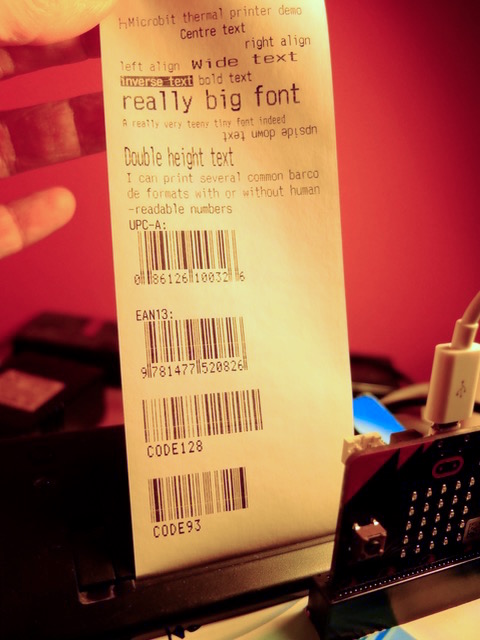 Microbit thermal printer demo
Centre text
right align
left align Wide text
inverse text bold text
really big font
A really very teeny tiny font indeed
upside down text
Double height text
I can print several common barco
de formats with or without human
-readable numbers
UPC-A:
0 86126 10032 6
EAN13:
9 781477 520826
CODE128
CODE93